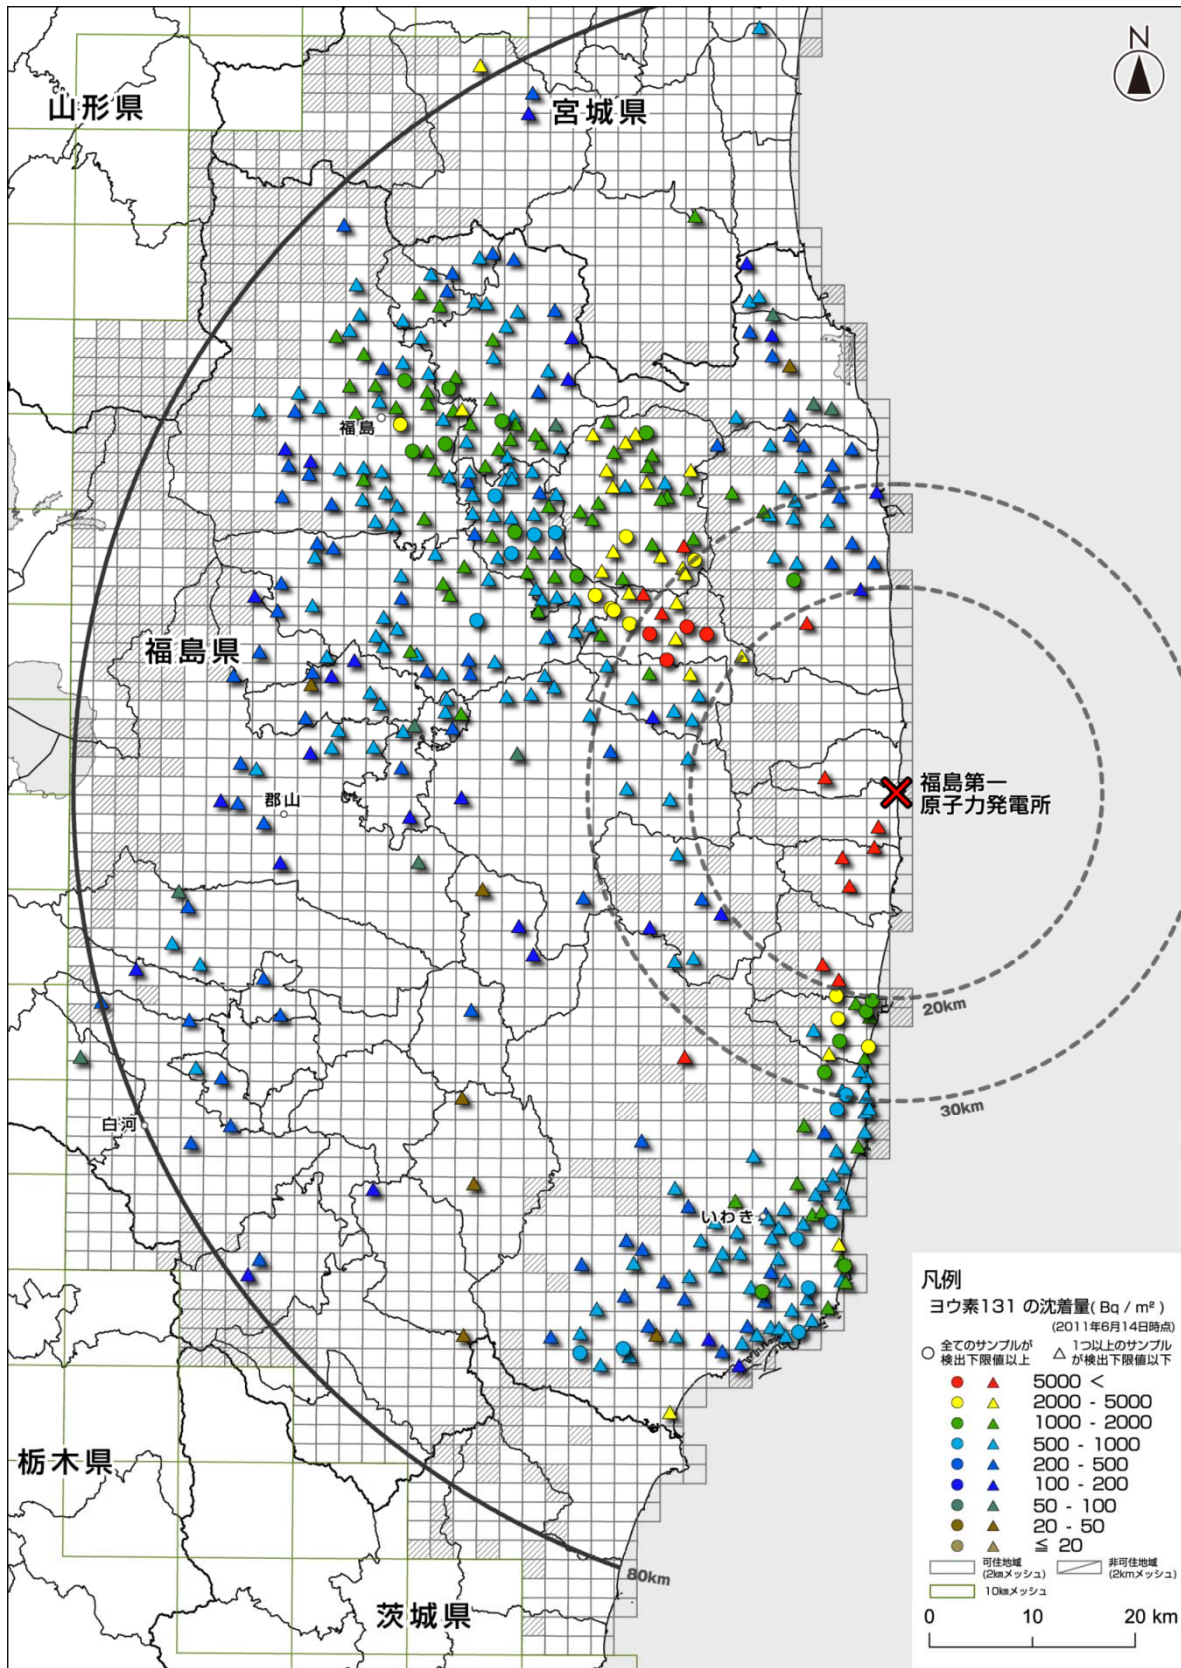 N
山形県
宮城県
福島
福島県
郡山
福島第一
原子力発電所
20km
30km
白河
いわき
栃木県
茨城県
80km
凡例
ヨウ素131 の沈着量( Bq / m² )
(2011年6月14日時点)
○ 全てのサンプルが
検出下限値以上
△ 1つ以上のサンプル
が検出下限値以下
5000 <
2000 - 5000
1000 - 2000
500 - 1000
200 - 500
100 - 200
50 - 100
20 - 50
≦ 20
可住地域
(2kmメッシュ)
非可住地域
(2kmメッシュ)
10kmメッシュ
0 10 20 km